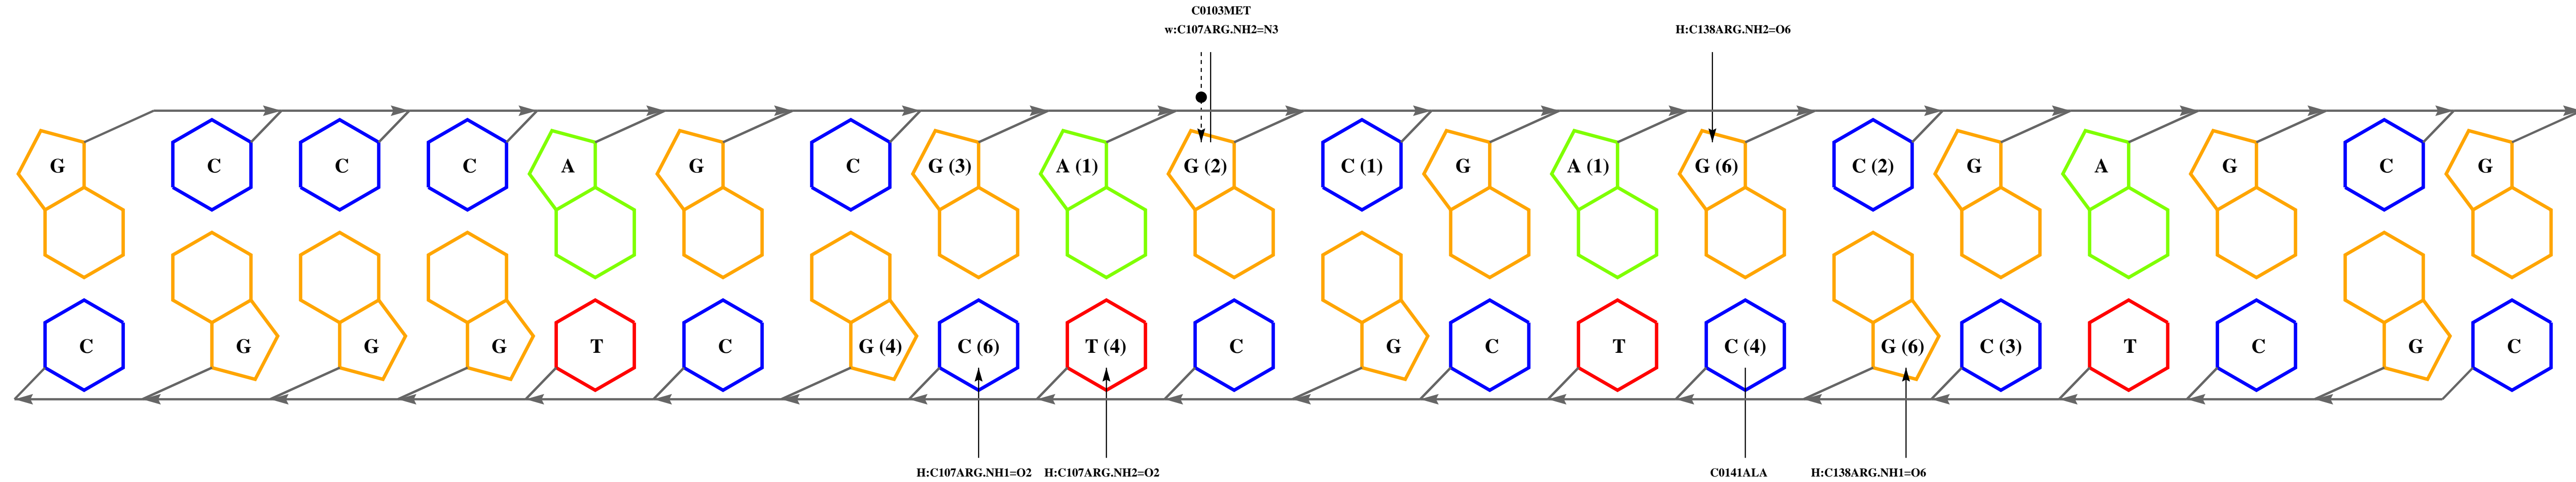 C0103MET
w:C107ARG.NH2=N3 H:C138ARG.NH2=O6
G C C C A G C G (3) A (1) G (2) C (1) G A (1) G (6) C (2) G A G C G
C G G G T C G (4) C (6) T (4) C G C T C (4) G (6) C (3) T C G C
H:C107ARG.NH1=O2 H:C107ARG.NH2=O2 C0141ALA H:C138ARG.NH1=O6